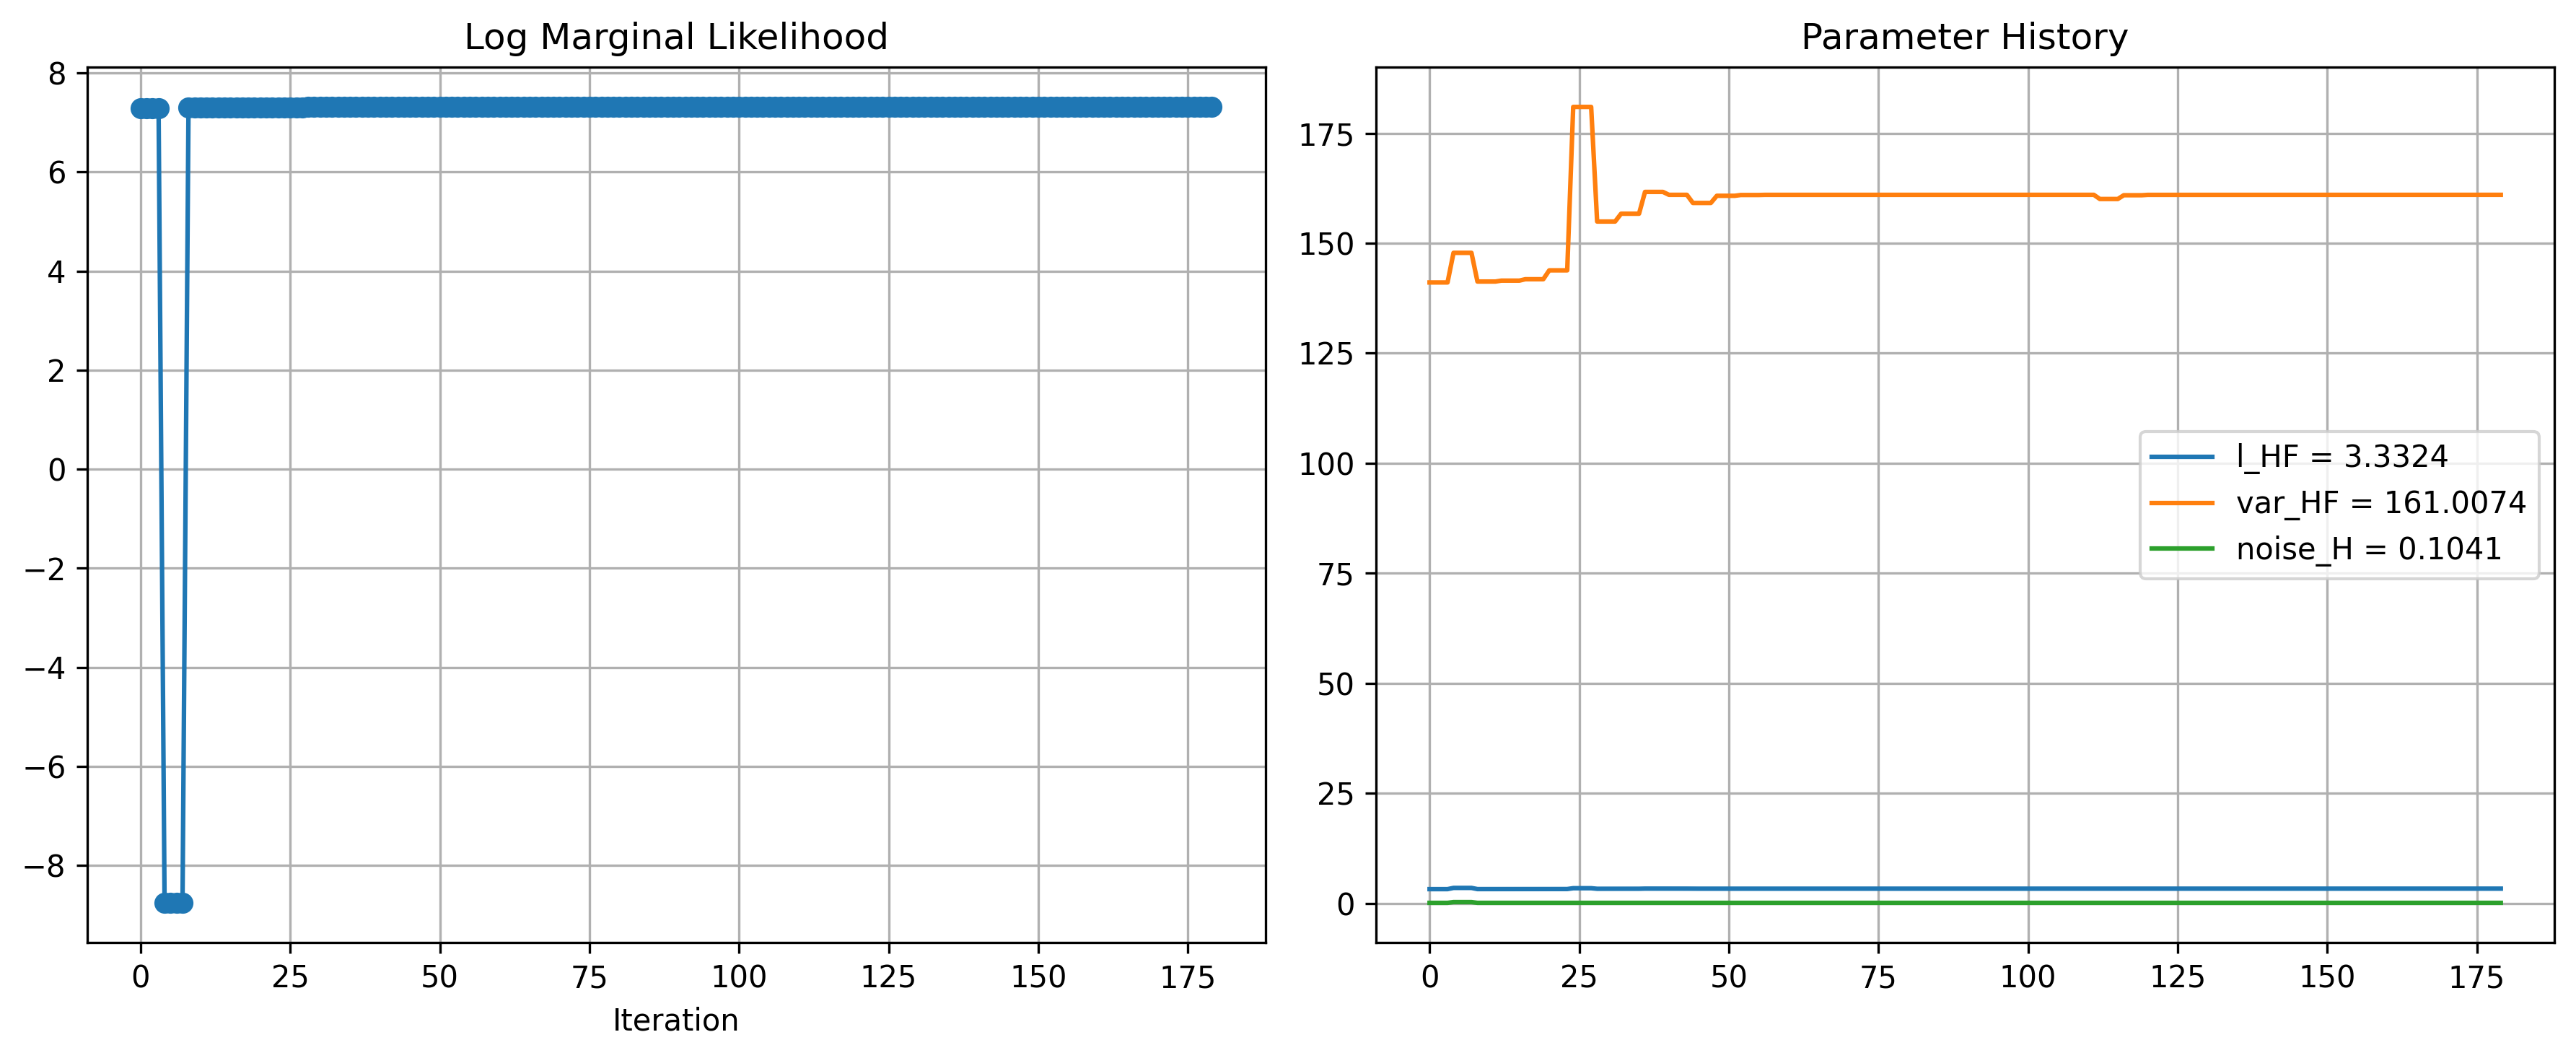 Log Marginal Likelihood
8
6
4
2
0
−2
−4
−6
−8
0 25 50 75 100 125 150 175
Iteration
Parameter History
175
150
125
100
75
50
25
0
l_HF = 3.3324
var_HF = 161.0074
noise_H = 0.1041
0 25 50 75 100 125 150 175